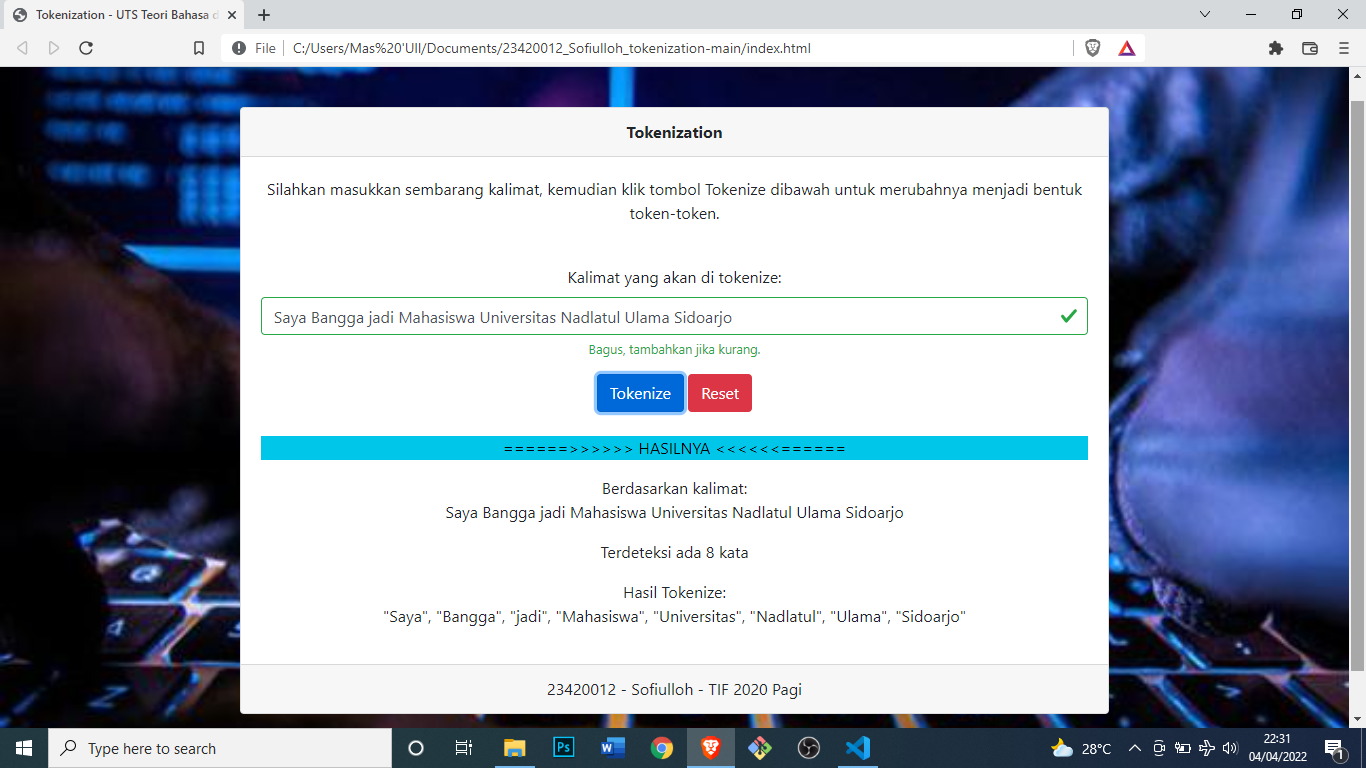 Tokenization - UTS Teori Bahasa d
File
C:/Users/Mas%20'Ull/Documents/23420012_Sofiulloh_tokenization-main/index.html
Tokenization
Silahkan masukkan sembarang kalimat, kemudian klik tombol Tokenize dibawah untuk merubahnya menjadi bentuk
token-token.
Kalimat yang akan di tokenize:
Saya Bangga jadi Mahasiswa Universitas Nadlatul Ulama Sidoarjo
Bagus, tambahkan jika kurang.
Tokenize Reset
======>>>>>> HASILNYA <<<<<<======
Berdasarkan kalimat:
Saya Bangga jadi Mahasiswa Universitas Nadlatul Ulama Sidoarjo
Terdeteksi ada 8 kata
Hasil Tokenize:
"Saya", "Bangga", "jadi", "Mahasiswa", "Universitas", "Nadlatul", "Ulama", "Sidoarjo"
23420012 - Sofiulloh - TIF 2020 Pagi
Type here to search
Ps
28°C
22:31
04/04/2022
1